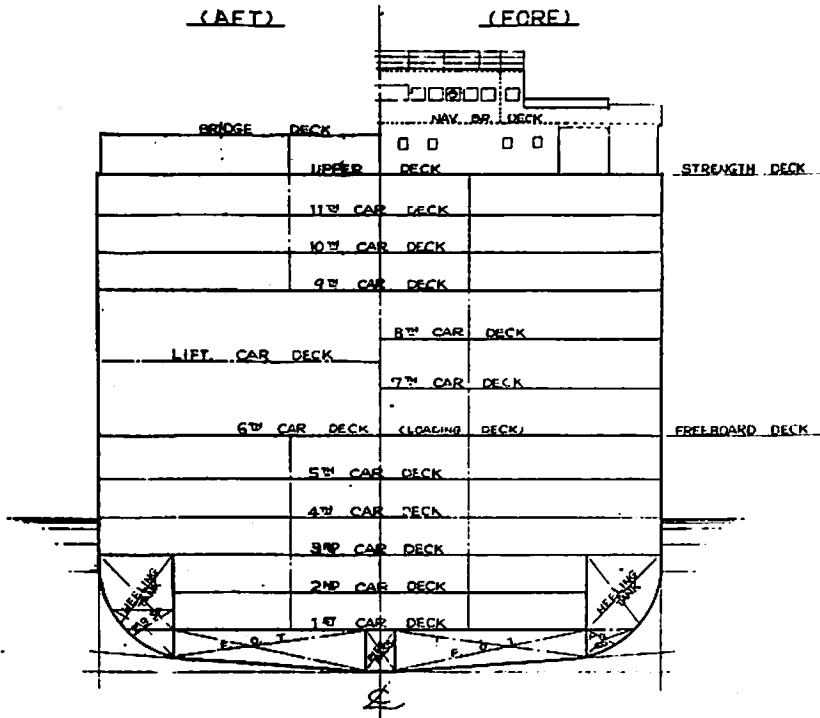 (AFT) (FORE)
NAV BR DECK
BRIDGE DECK
UPPER DECK STRENGTH DECK
11TH CAR DECK
10TH CAR DECK
9TH CAR DECK
8TH CAR DECK
LIFT. CAR DECK
7TH CAR DECK
6TH CAR DECK (LOADING DECK) FREEBOARD DECK
5TH CAR DECK
4TH CAR DECK
3RD CAR DECK
HEELING TANK HEELING TANK
2ND CAR DECK
1ST CAR DECK
F O T F O T
CL